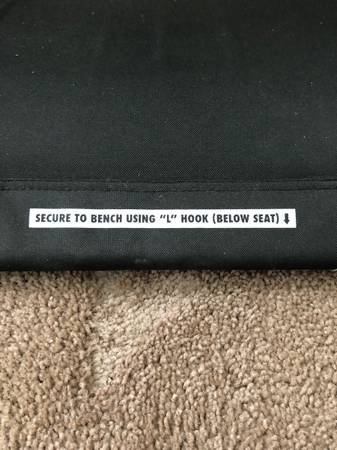 SECURE TO BENCH USING “L” HOOK (BELOW SEAT) ⬇